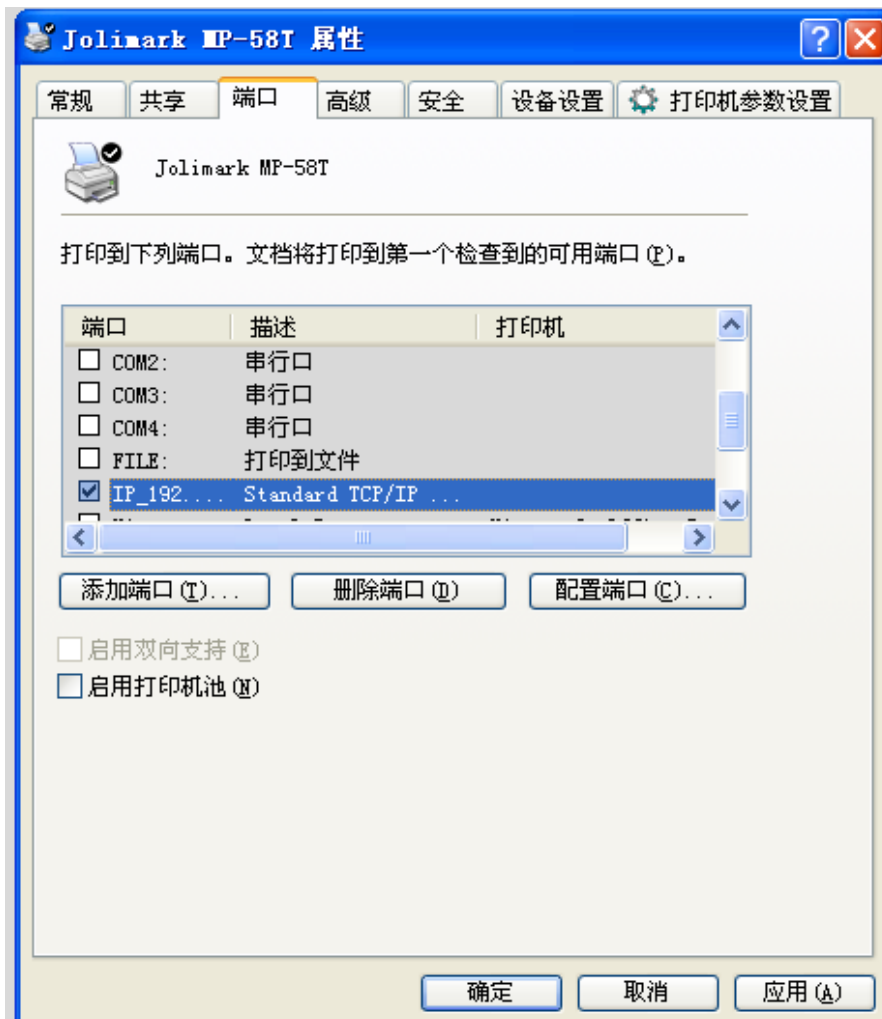 Jolimark MP-58T 属性
常规 共享 端口 高级 安全 设备设置 打印机参数设置
Jolimark MP-58T
打印到下列端口。文档将打印到第一个检查到的可用端口(P)。
端口 描述 打印机
COM2: 串行口
COM3: 串行口
COM4: 串行口
FILE: 打印到文件
IP_192.... Standard TCP/IP ...
添加端口(T)... 删除端口(D) 配置端口(C)...
启用双向支持(E)
启用打印机池(N)
确定 取消 应用(A)